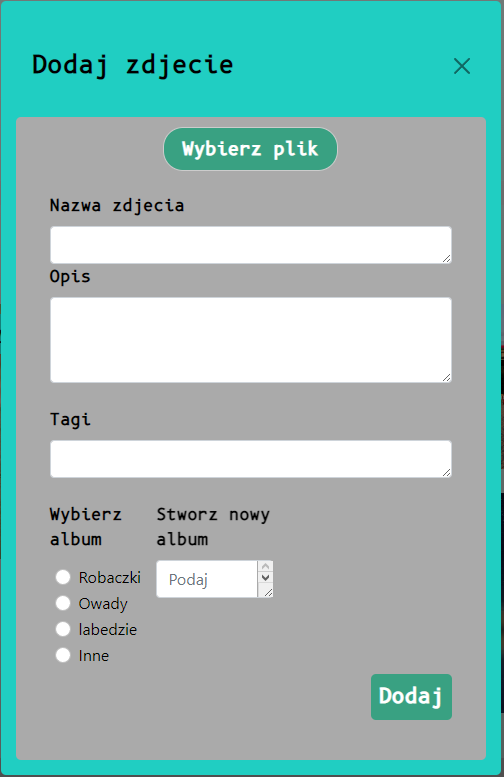 Dodaj zdjecie
Wybierz plik
Nazwa zdjecia
Opis
Tagi
Wybierz
album
Robaczki
Owady
labedzie
Inne
Stworz nowy
album
Podaj
Dodaj